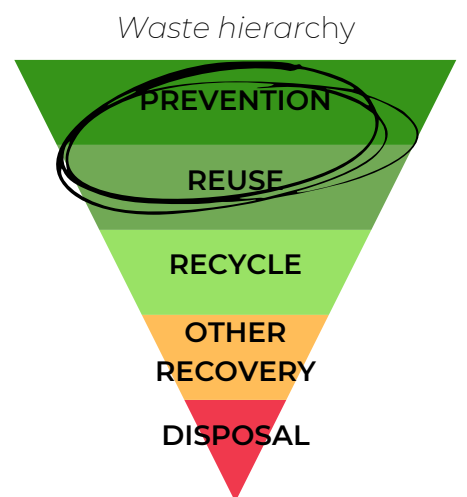 Waste hierarchy
PREVENTION
REUSE
RECYCLE
OTHER
RECOVERY
DISPOSAL